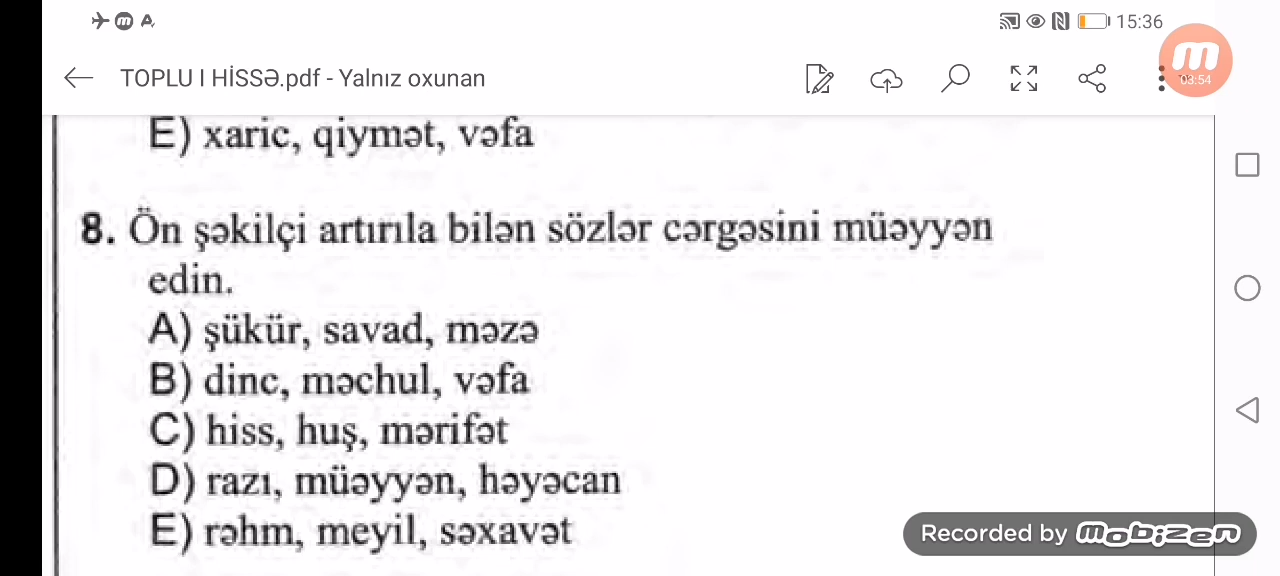 15:36
TOPLU I HİSSƏ.pdf - Yalnız oxunan
03:54
E) xaric, qiymət, vəfa
8. Ön şəkilçi artırıla bilən sözlər cərgəsini müəyyən
edin.
A) şükür, savad, məzə
B) dinc, məchul, vəfa
C) hiss, huş, mərifət
D) razı, müəyyən, həyəcan
E) rəhm, meyil, səxavət
Recorded by mobizen